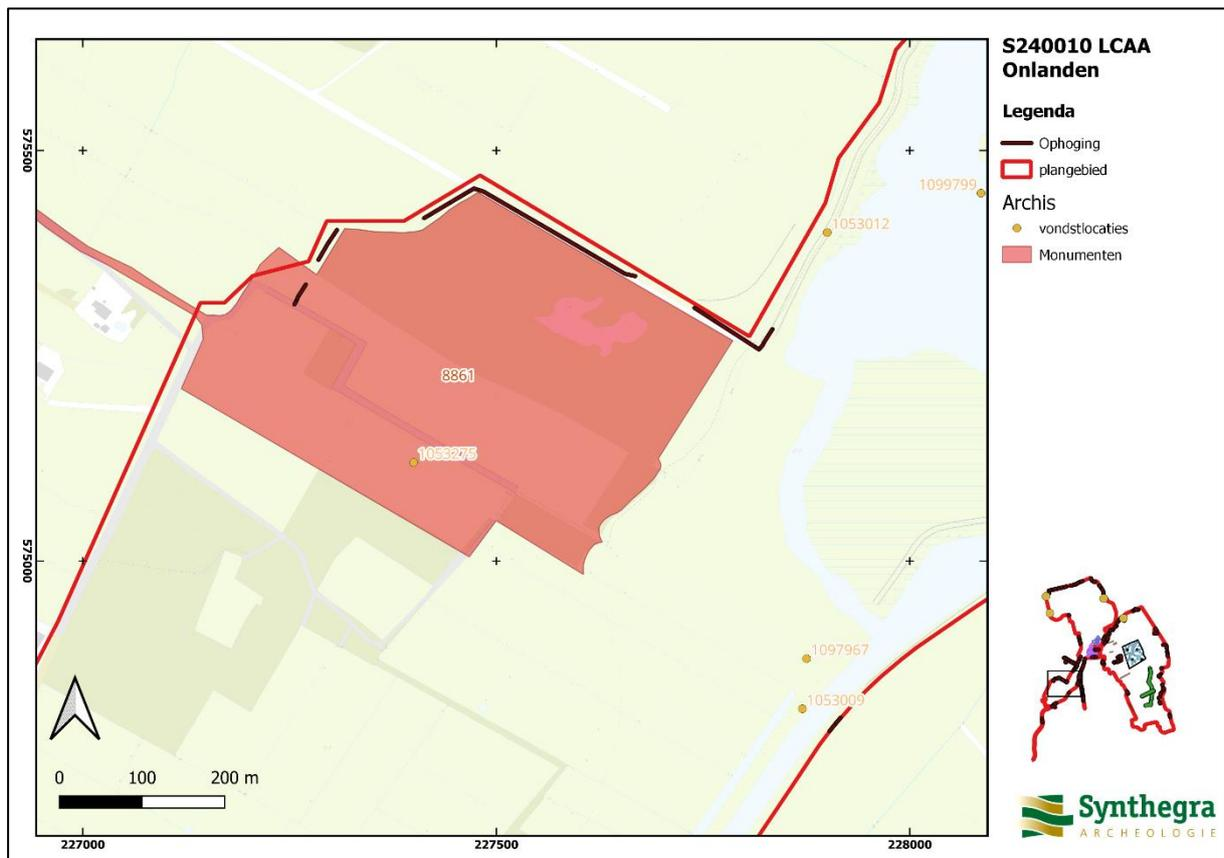 S240010 LCAA
Onlanden
Legenda
Ophoging
plangebied
Archis
vondstlocaties
Monumenten
575500
575000
1099799
1053012
8861
1053275
1097967
1053009
0 100 200 m
227000 227500 228000
Synthegra
ARCHEOLOGIE